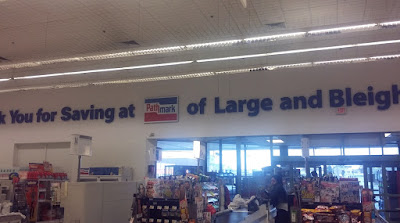 k You for Saving at Pathmark of Large and Bleigh